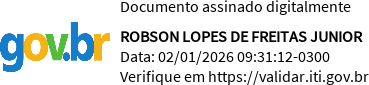 Documento assinado digitalmente
gov.br
ROBSON LOPES DE FREITAS JUNIOR
Data: 02/01/2026 09:31:12-0300
Verifique em https://validar.iti.gov.br